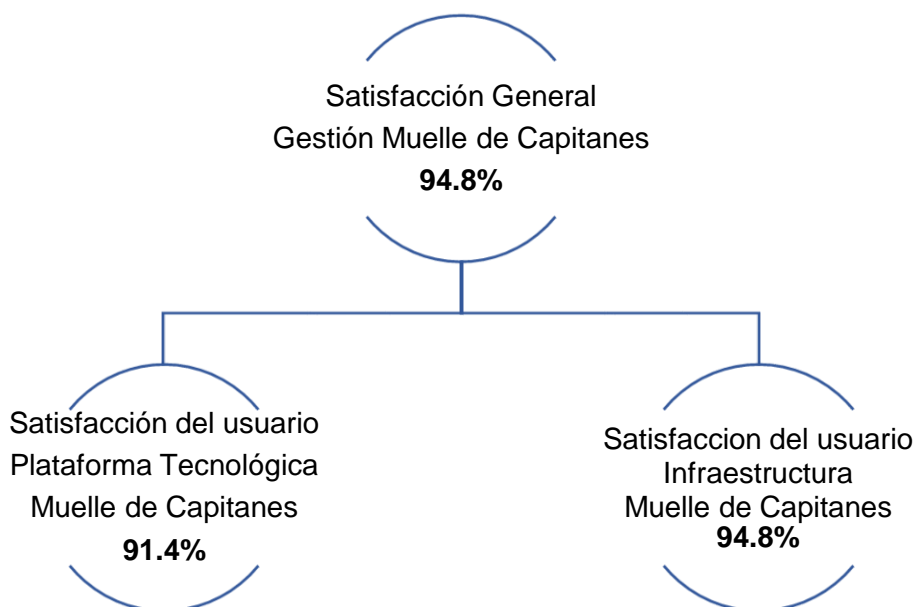 Satisfacción General
Gestión Muelle de Capitanes
94.8%
Satisfacción del usuario
Plataforma Tecnológica
Muelle de Capitanes
91.4%
Satisfaccion del usuario
Infraestructura
Muelle de Capitanes
94.8%